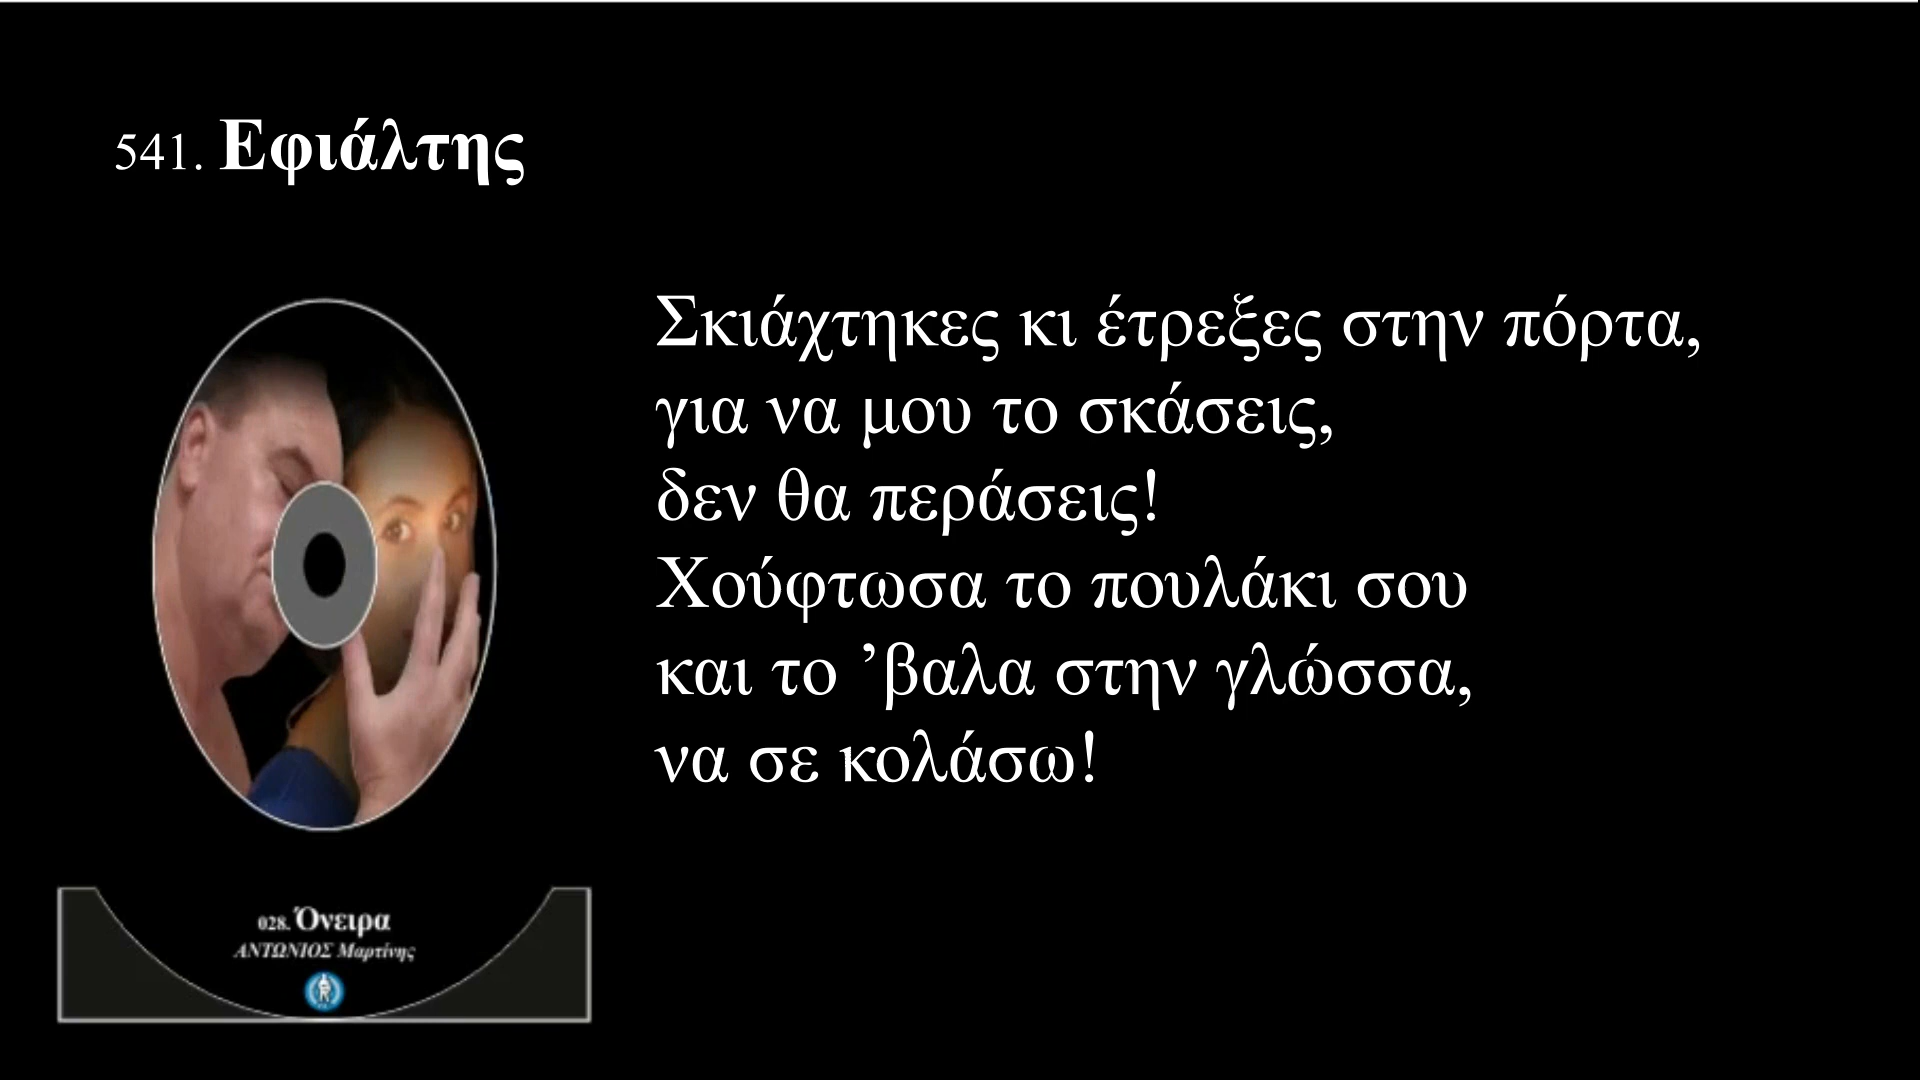 541. Εφιάλτης
Σκιάχτηκες κι έτρεξες στην πόρτα,
για να μου το σκάσεις,
δεν θα περάσεις!
Χούφτωσα το πουλάκι σου
και το ’βαλα στην γλώσσα,
να σε κολάσω!
028. Όνειρα
ΑΝΤΩΝΙΟΣ Μαρτίνης